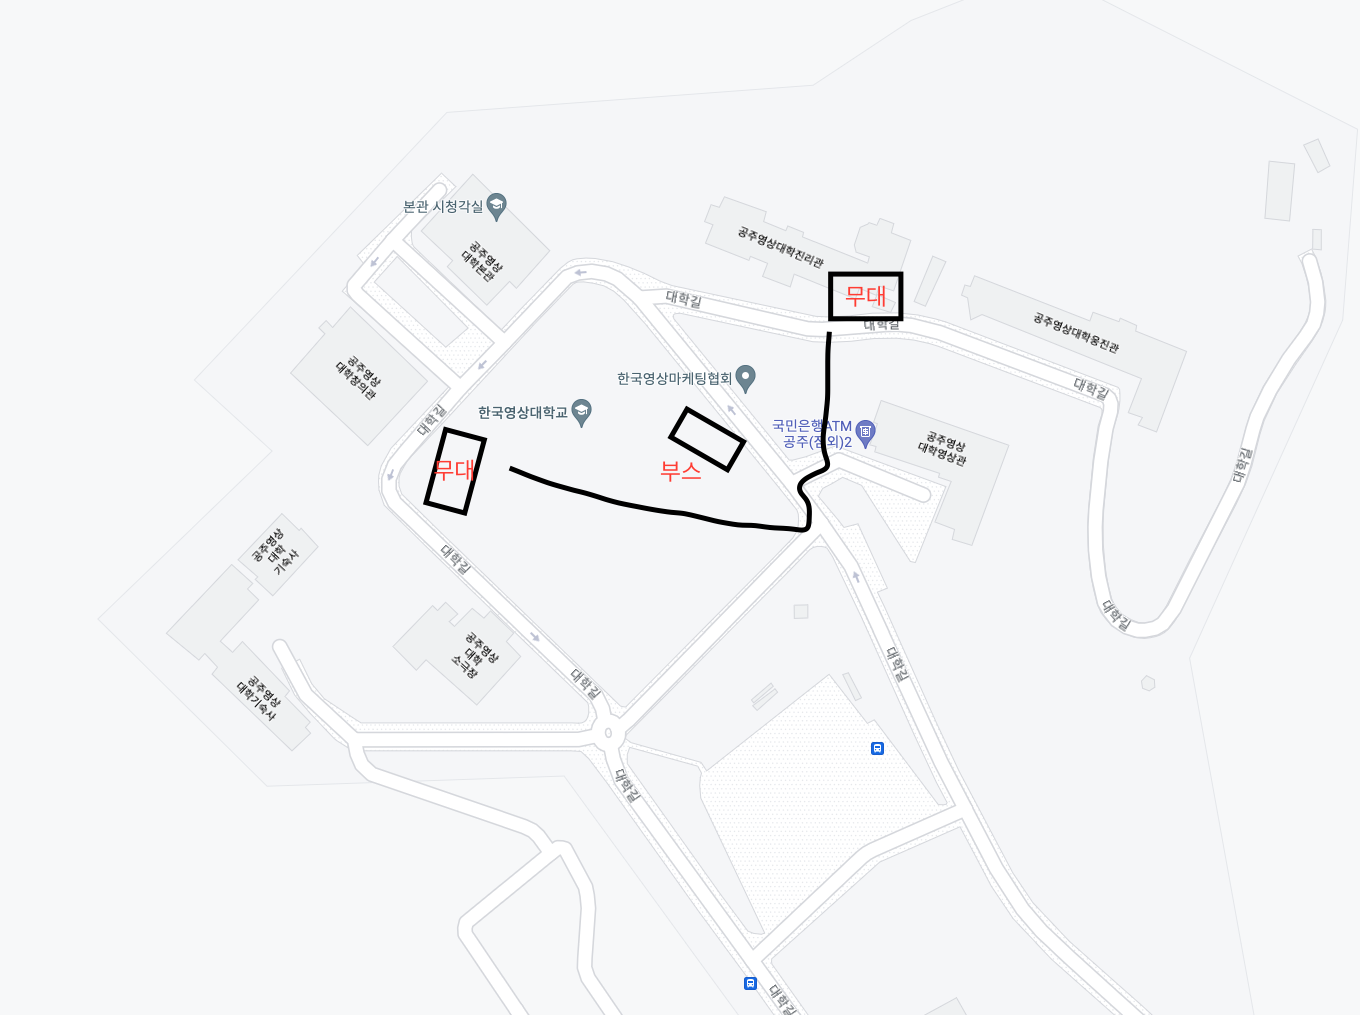 본관 시청각실
공주영상
대학본관
공주영상대학진리관
무대
대학길
대학길
공주영상대학웅진관
대학길
공주영상
대학창의관
한국영상마케팅협회
한국영상대학교
대학길
국민은행ATM
공주(점외)2
공주영상
대학영상관
무대
부스
대학길
공주영상
대학
기숙사
대학길
대학길
공주영상
대학
소극장
대학길
대학길
공주영상
대학기숙사
대학길
대학길